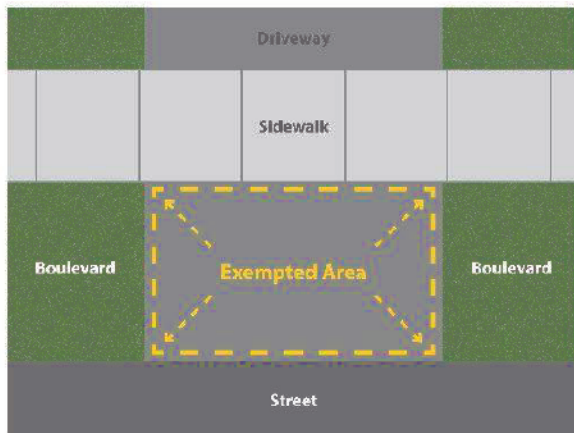 Driveway
Sidewalk
Boulevard
Exempted Area
Boulevard
Street